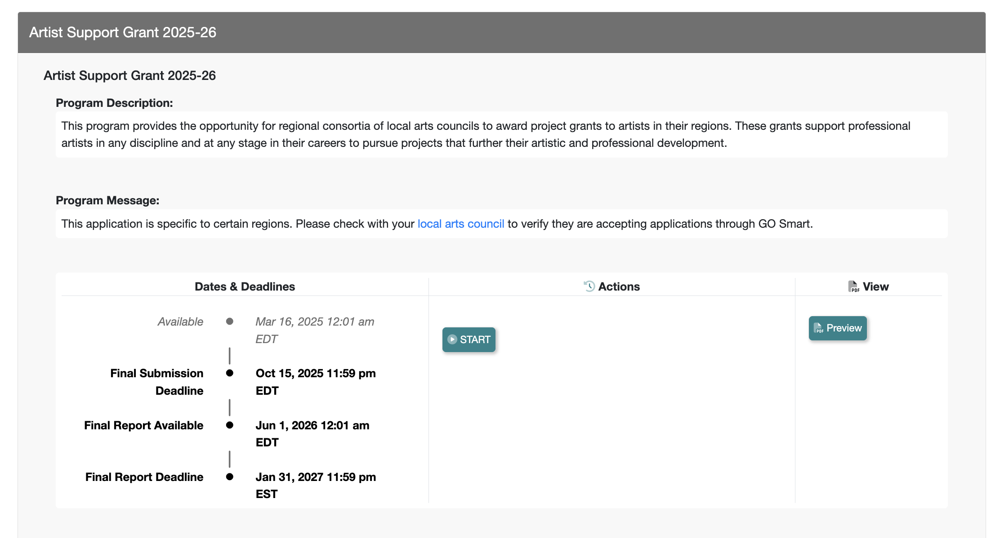 Artist Support Grant 2025-26
Artist Support Grant 2025-26
Program Description:
This program provides the opportunity for regional consortia of local arts councils to award project grants to artists in their regions. These grants support professional
artists in any discipline and at any stage in their careers to pursue projects that further their artistic and professional development.
Program Message:
This application is specific to certain regions. Please check with your local arts council to verify they are accepting applications through GO Smart.
Dates & Deadlines
Actions
PDF View
Available
Mar 16, 2025 12:01 am
EDT
START
PDF Preview
Final Submission
Deadline
Oct 15, 2025 11:59 pm
EDT
Final Report Available
Jun 1, 2026 12:01 am
EDT
Final Report Deadline
Jan 31, 2027 11:59 pm
EST